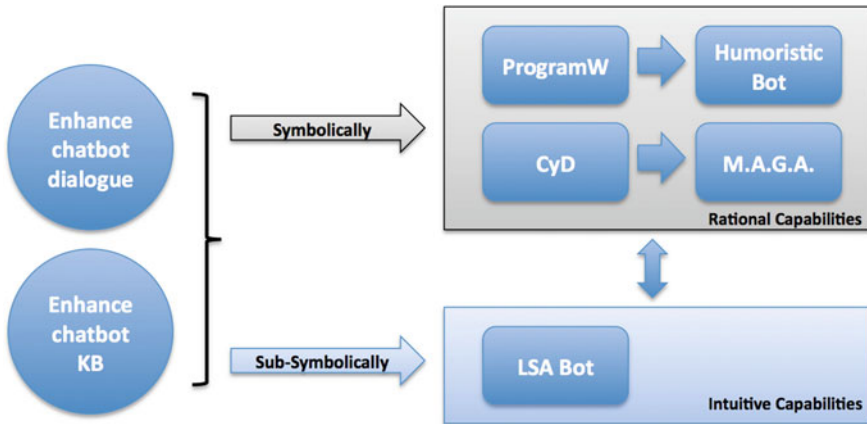 Enhance
chatbot
dialogue
Enhance
chatbot
KB
Symbolically
Sub-Symbolically
ProgramW
Humoristic
Bot
CyD
M.A.G.A.
Rational Capabilities
LSA Bot
Intuitive Capabilities